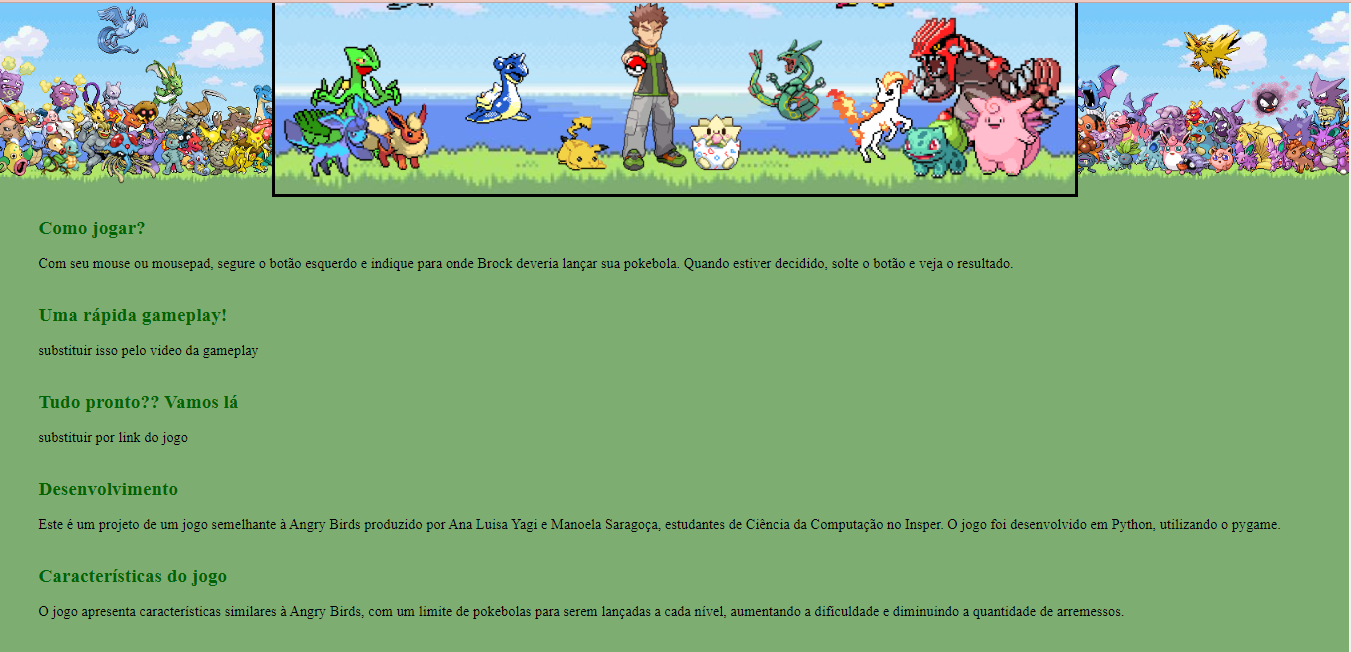 Como jogar?
Com seu mouse ou mousepad, segure o botão esquerdo e indique para onde Brock deveria lançar sua pokebola. Quando estiver decidido, solte o botão e veja o resultado.
Uma rápida gameplay!
substituir isso pelo video da gameplay
Tudo pronto?? Vamos lá
substituir por link do jogo
Desenvolvimento
Este é um projeto de um jogo semelhante à Angry Birds produzido por Ana Luisa Yagi e Manoela Saragoça, estudantes de Ciência da Computação no Insper. O jogo foi desenvolvido em Python, utilizando o pygame.
Características do jogo
O jogo apresenta características similares à Angry Birds, com um limite de pokebolas para serem lançadas a cada nível, aumentando a dificuldade e diminuindo a quantidade de arremessos.